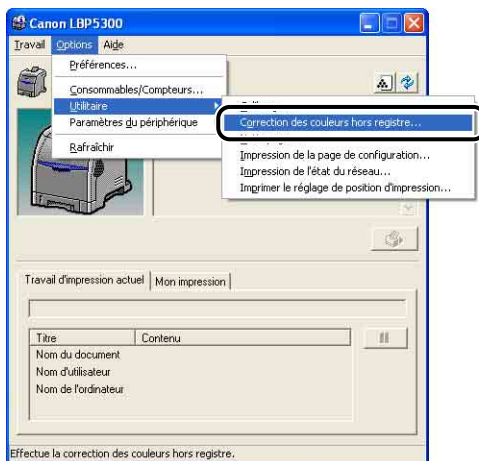 Canon LBP5300
Travail Options Aide
Préférences...
Consommables/Compteurs...
Utilitaire
Paramètres du périphérique
Rafraîchir
Correction des couleurs hors registre...
Impression de la page de configuration...
Impression de l'état du réseau...
Imprimer le réglage de position d'impression...
Travail d'impression actuel Mon impression
Titre Contenu
Nom du document
Nom d'utilisateur
Nom de l'ordinateur
Effectue la correction des couleurs hors registre.